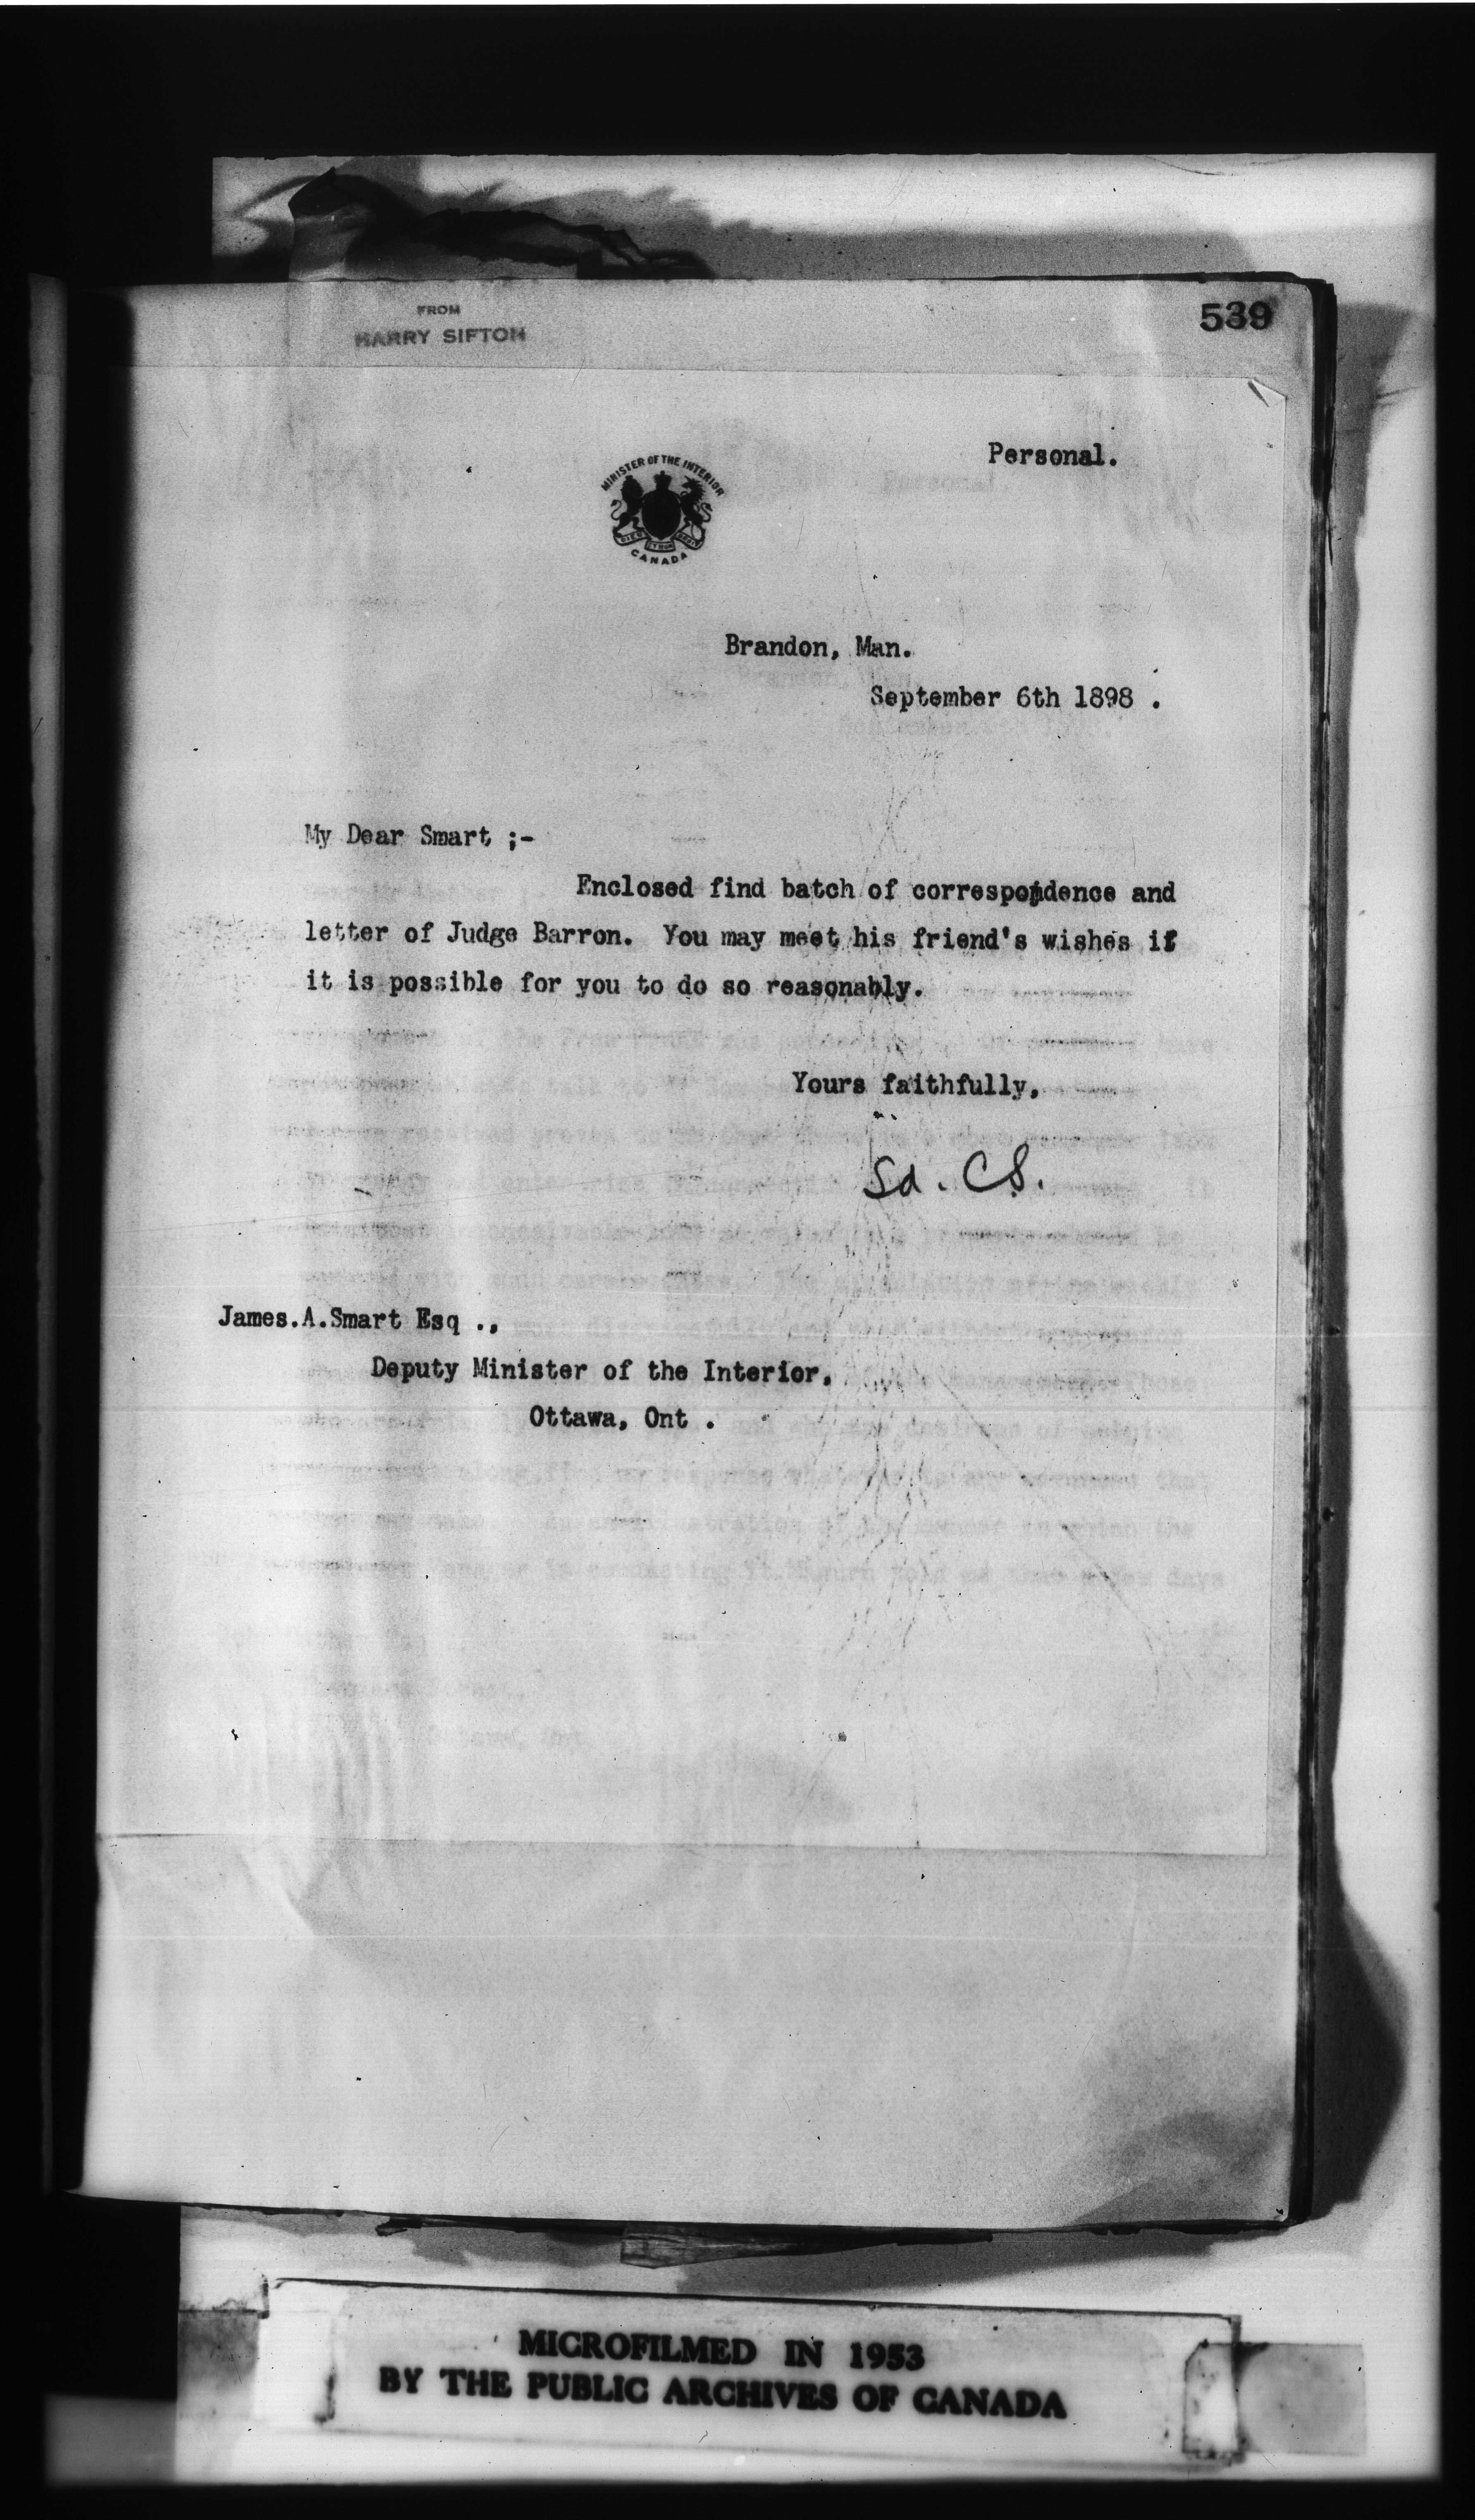 FROM
HARRY SIFTON
539
Personal.
MINISTER OF THE INTERIOR
CANADA
Brandon, Man.
September 6th 1898 .
My Dear Smart ;-
Enclosed find batch of correspondence and
letter of Judge Barron. You may meet his friend's wishes if
it is possible for you to do so reasonably.
Yours faithfully,
Sd. C S.
James.A.Smart Esq .,
Deputy Minister of the Interior,
Ottawa, Ont .
MICROFILMED IN 1953
BY THE PUBLIC ARCHIVES OF CANADA